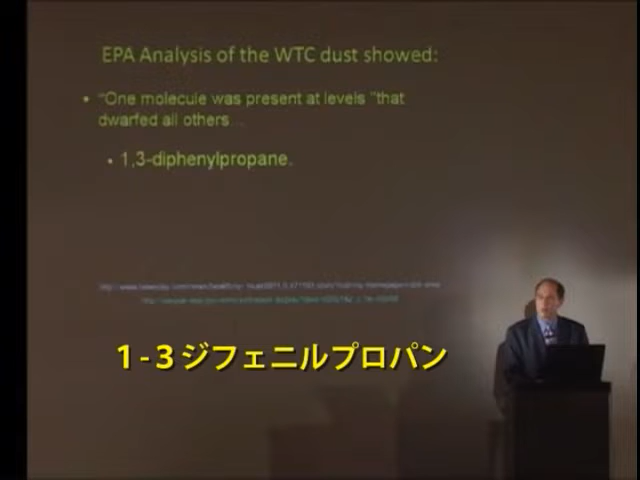 EPA Analysis of the WTC dust showed:
• "One molecule was present at levels "that
dwarfed all others...
• 1,3-diphenylpropane.
1-3ジフェニルプロパン